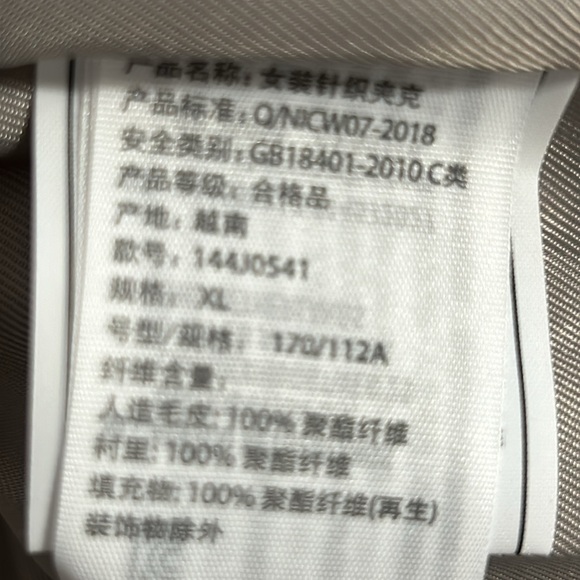 产品名称: 女装针织夹克
产品标准: Q/NICW07-2018
安全类别: GB18401-2010 C类
产品等级: 合格品
产地: 越南
款号: 144J0541
规格: XL
号型/规格: 170/112A
纤维含量:
人造毛皮: 100% 聚酯纤维
衬里: 100% 聚酯纤维
填充物: 100% 聚酯纤维(再生)
装饰物除外